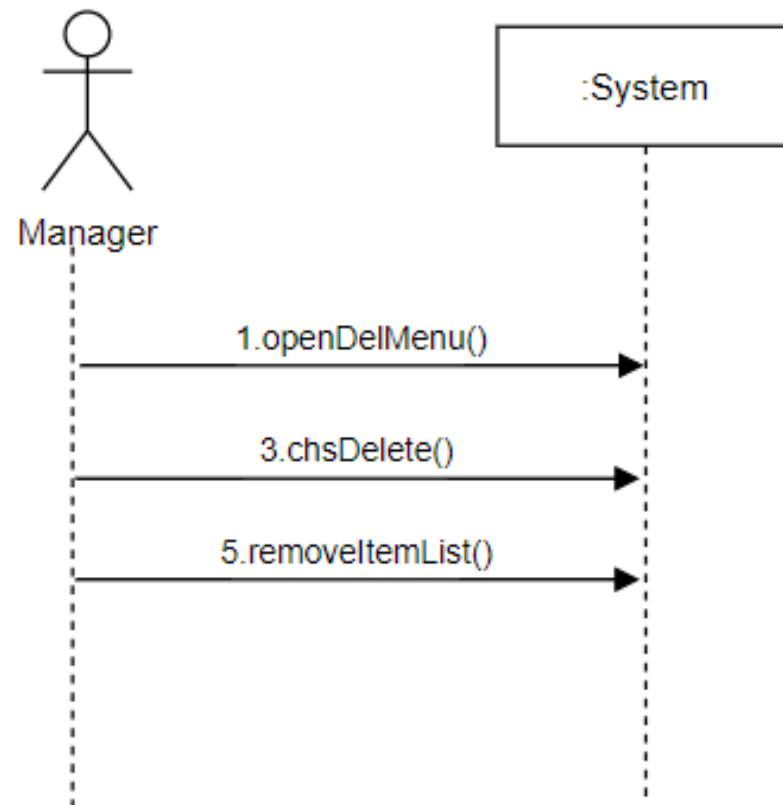 :System
Manager
1.openDelMenu()
3.chsDelete()
5.removeItemList()